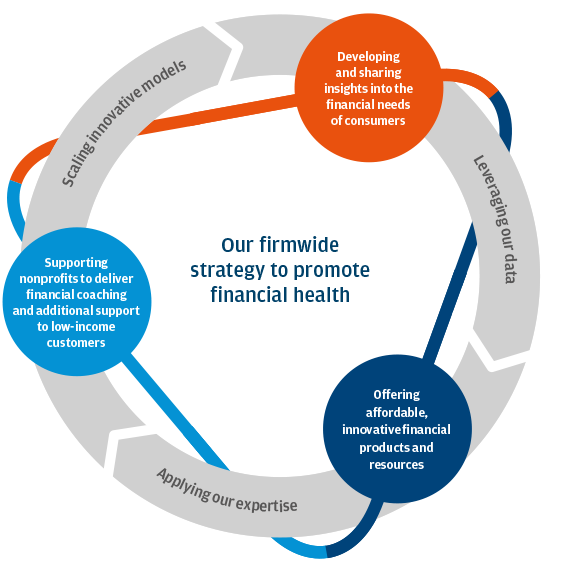 Developing
and sharing
insights into the
financial needs
of consumers
Scaling innovative models
Leveraging our data
Our firmwide
strategy to promote
financial health
Supporting
nonprofits to deliver
financial coaching
and additional support
to low-income
customers
Offering
affordable,
innovative financial
products and
resources
Applying our expertise